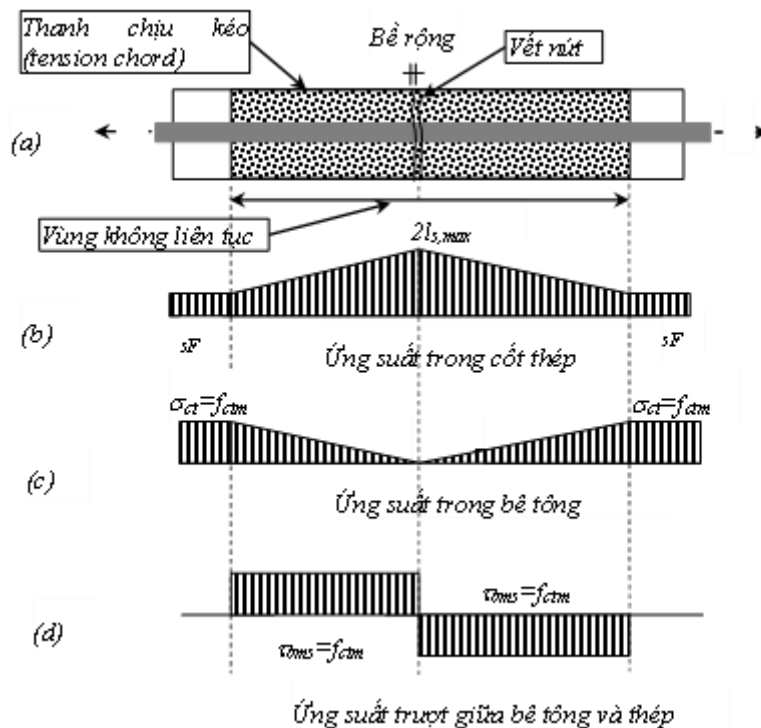 Thanh chịu kéo
(tension chord)
Bề rộng
Vết nứt
(a)
Vùng không liên tục
2l_{s,max}
(b)
sF
sF
Ứng suất trong cốt thép
σct=fctm
σct=fctm
(c)
Ứng suất trong bê tông
τbms=fctm
(d)
τbms=fctm
Ứng suất trượt giữa bê tông và thép